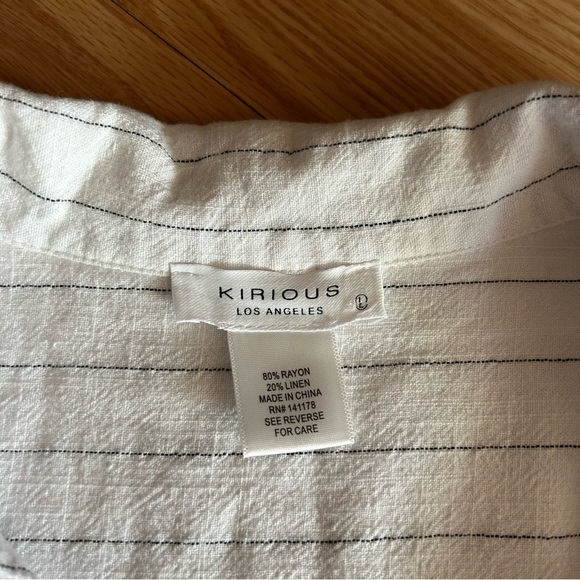 KIRIOUS L
LOS ANGELES
80% RAYON
20% LINEN
MADE IN CHINA
RN# 141178
SEE REVERSE
FOR CARE